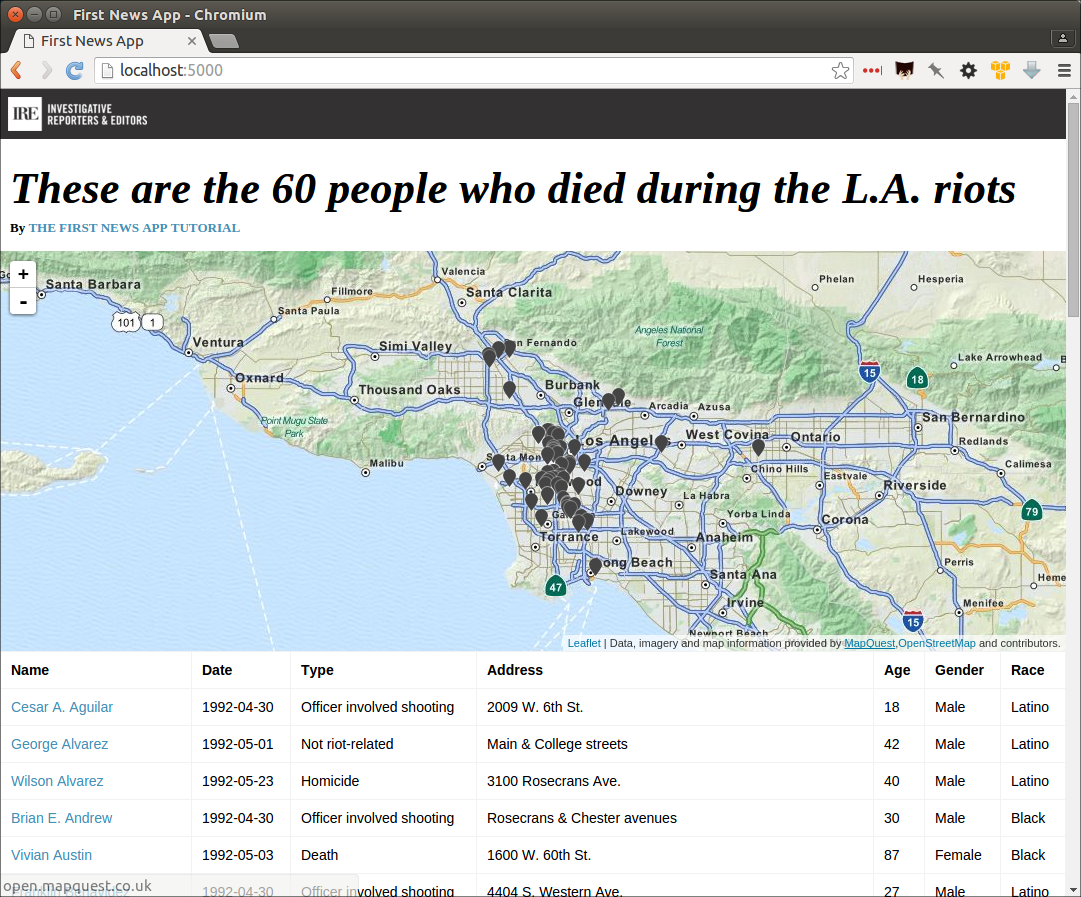 First News App - Chromium
First News App
localhost:5000
IRE INVESTIGATIVE
REPORTERS & EDITORS
These are the 60 people who died during the L.A. riots
By THE FIRST NEWS APP TUTORIAL
+
-
Santa Barbara
Valencia
Santa Clarita
Fillmore
Santa Paula
Phelan
Hesperia
101
1
Ventura
Simi Valley
Angeles National
Forest
Lake Arrowhead
15
18
Oxnard
Thousand Oaks
Burbank
Arcadia
Azusa
San Bernardino
Point Mugu State
Park
Los Angeles
West Covina
Ontario
Redlands
Malibu
Chino Hills
Eastvale
Calimesa
Downey
La Habra
Riverside
79
Yorba Linda
Corona
Torrance
Lakewood
Anaheim
Perris
47
Santa Ana
Irvine
Menifee
15
Newport Beach
Leaflet | Data, imagery and map information provided by MapQuest,OpenStreetMap and contributors.
Name Date Type Address Age Gender Race
Cesar A. Aguilar 1992-04-30 Officer involved shooting 2009 W. 6th St. 18 Male Latino
George Alvarez 1992-05-01 Not riot-related Main & College streets 42 Male Latino
Wilson Alvarez 1992-05-23 Homicide 3100 Rosecrans Ave. 40 Male Latino
Brian E. Andrew 1992-04-30 Officer involved shooting Rosecrans & Chester avenues 30 Male Black
Vivian Austin 1992-05-03 Death 1600 W. 60th St. 87 Female Black
Franklin Benavidez 1992-04-30 Officer involved shooting 4404 S. Western Ave. 27 Male Latino
open.mapquest.co.uk